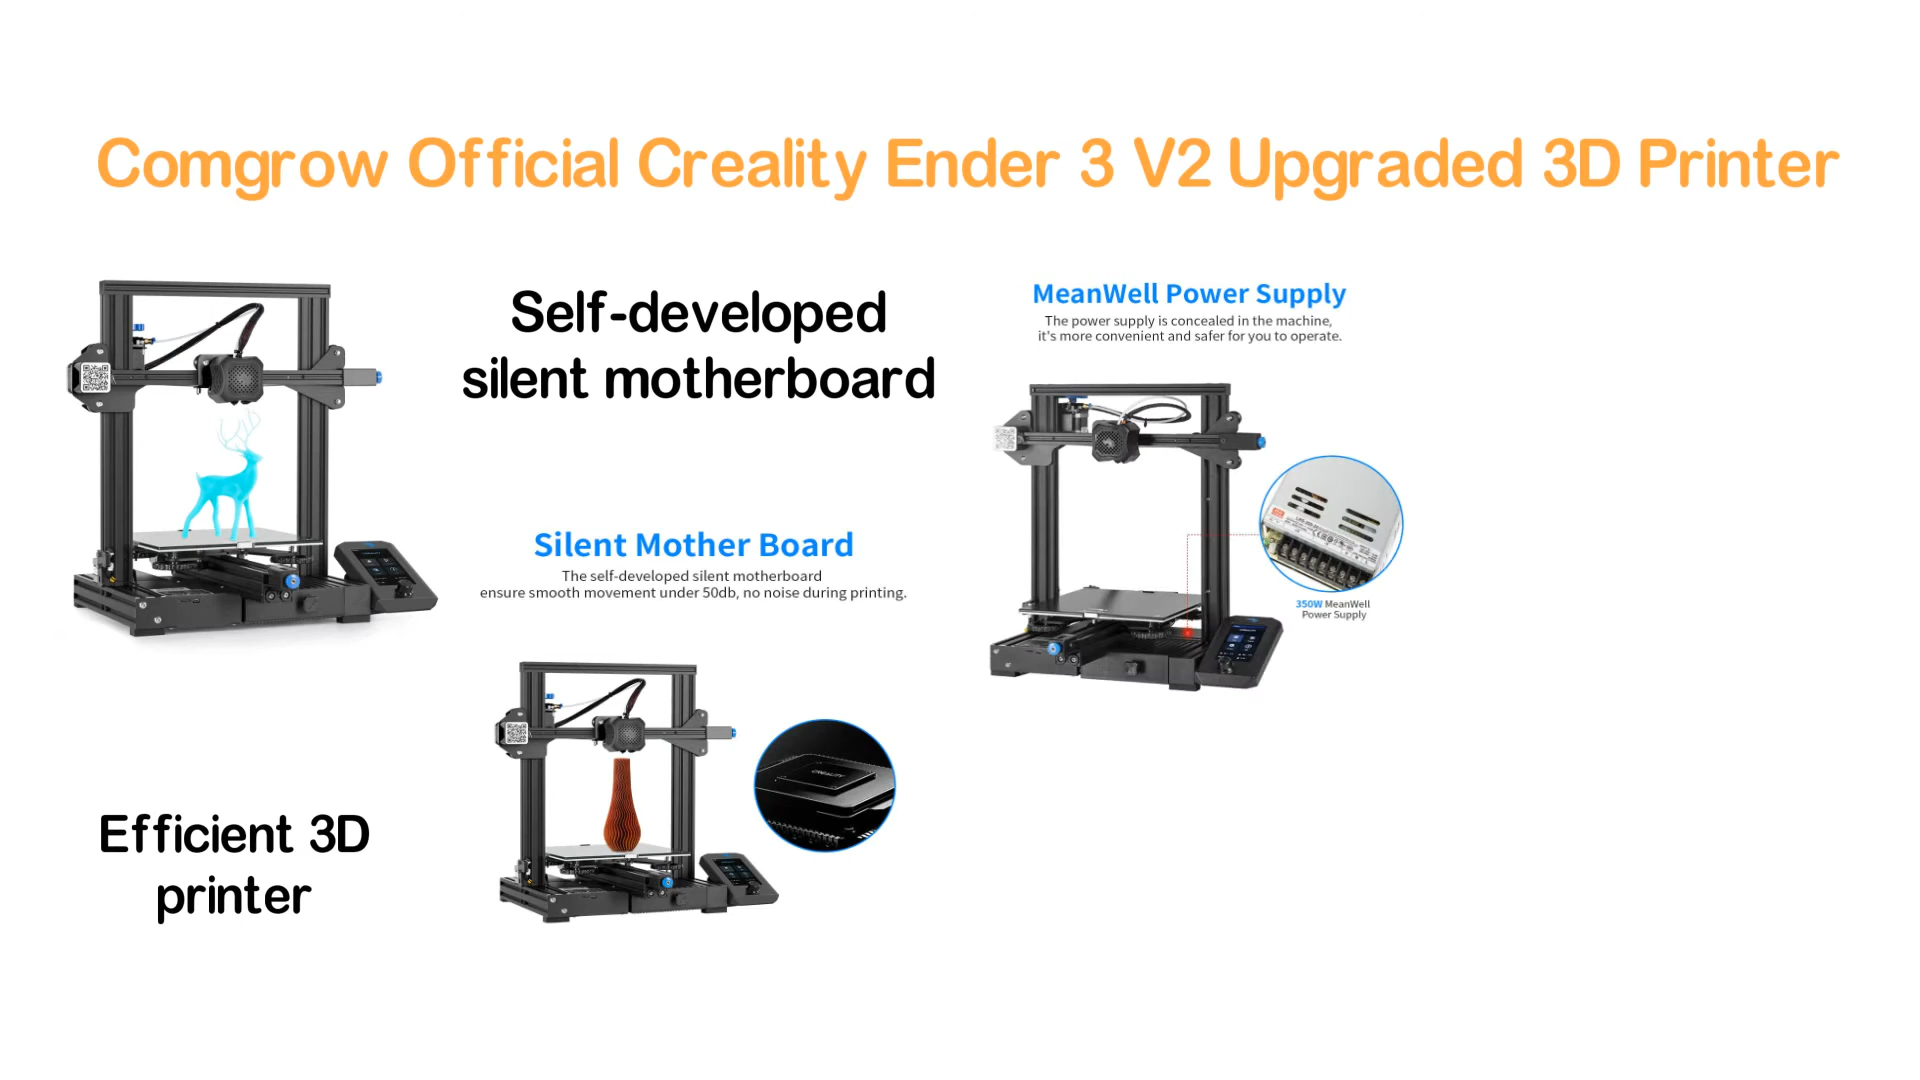 Comgrow Official Creality Ender 3 V2 Upgraded 3D Printer
Self-developed
silent motherboard
Silent Mother Board
The self-developed silent motherboard
ensure smooth movement under 50db, no noise during printing.
CREALITY
Efficient 3D
printer
MeanWell Power Supply
The power supply is concealed in the machine,
it's more convenient and safer for you to operate.
350W MeanWell
Power Supply